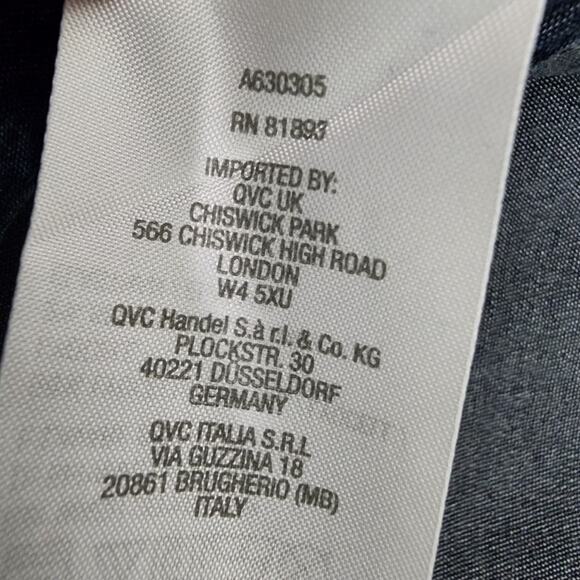 A630305
RN 81893
IMPORTED BY:
QVC UK
CHISWICK PARK
566 CHISWICK HIGH ROAD
LONDON
W4 5XU
QVC Handel S.à r.l. & Co. KG
PLOCKSTR. 30
40221 DÜSSELDORF
GERMANY
QVC ITALIA S.R.L
VIA GUZZINA 18
20861 BRUGHERIO (MB)
ITALY